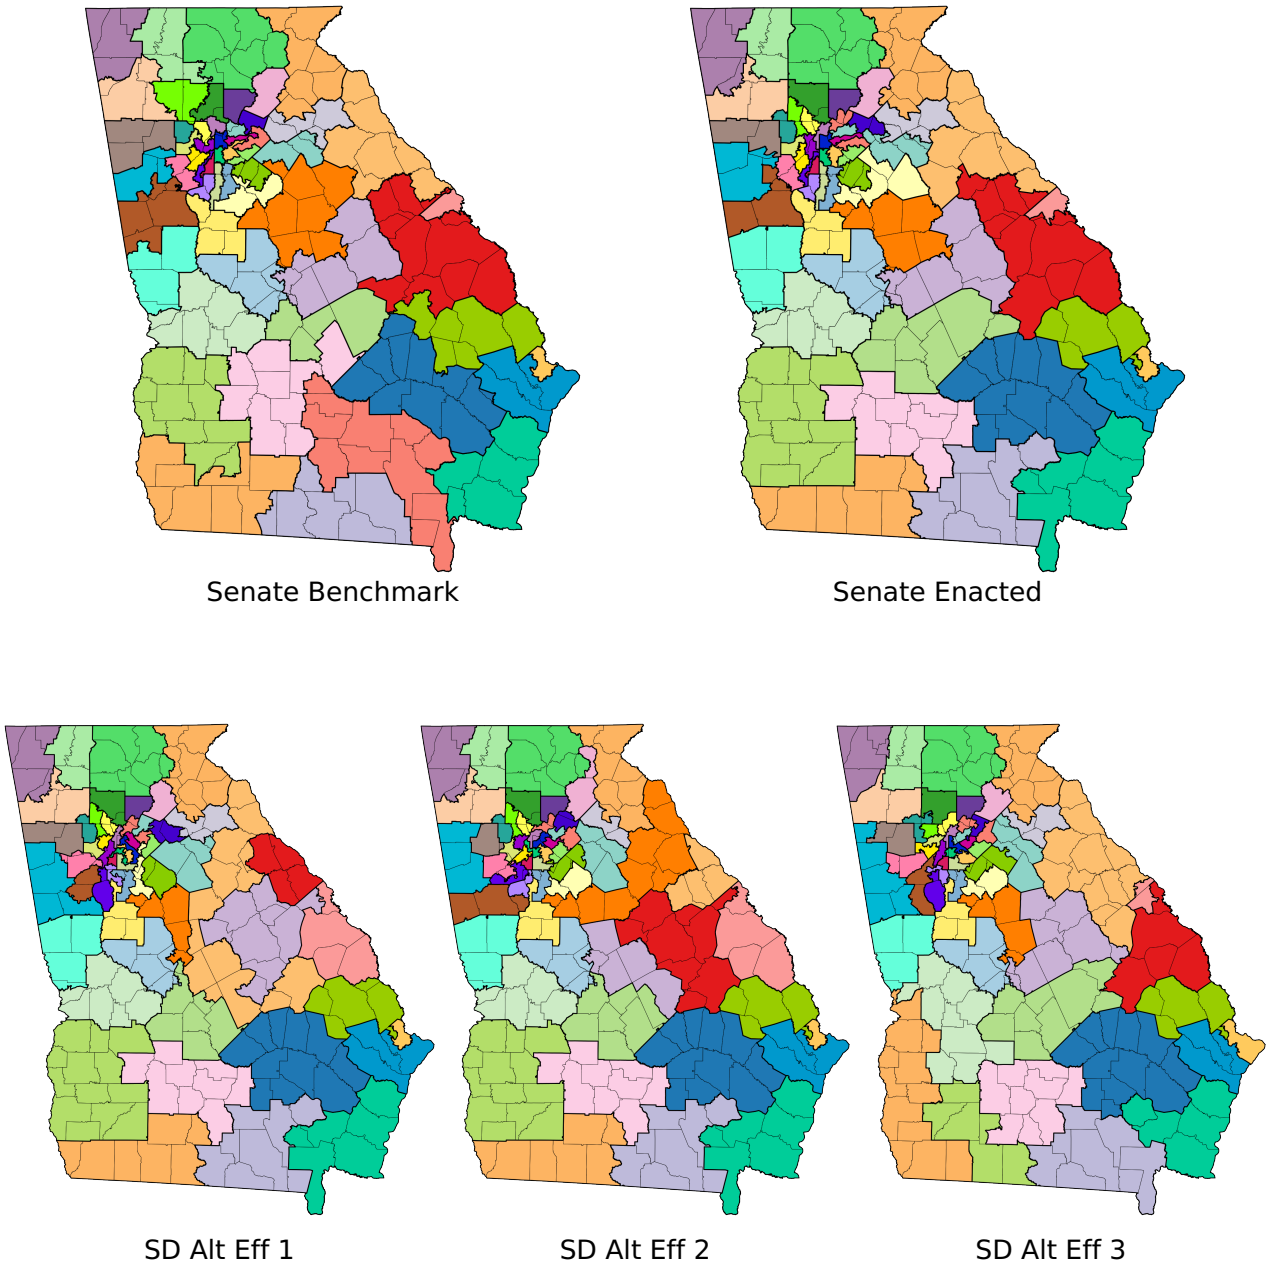 Senate Benchmark
Senate Enacted
SD Alt Eff 1
SD Alt Eff 2
SD Alt Eff 3